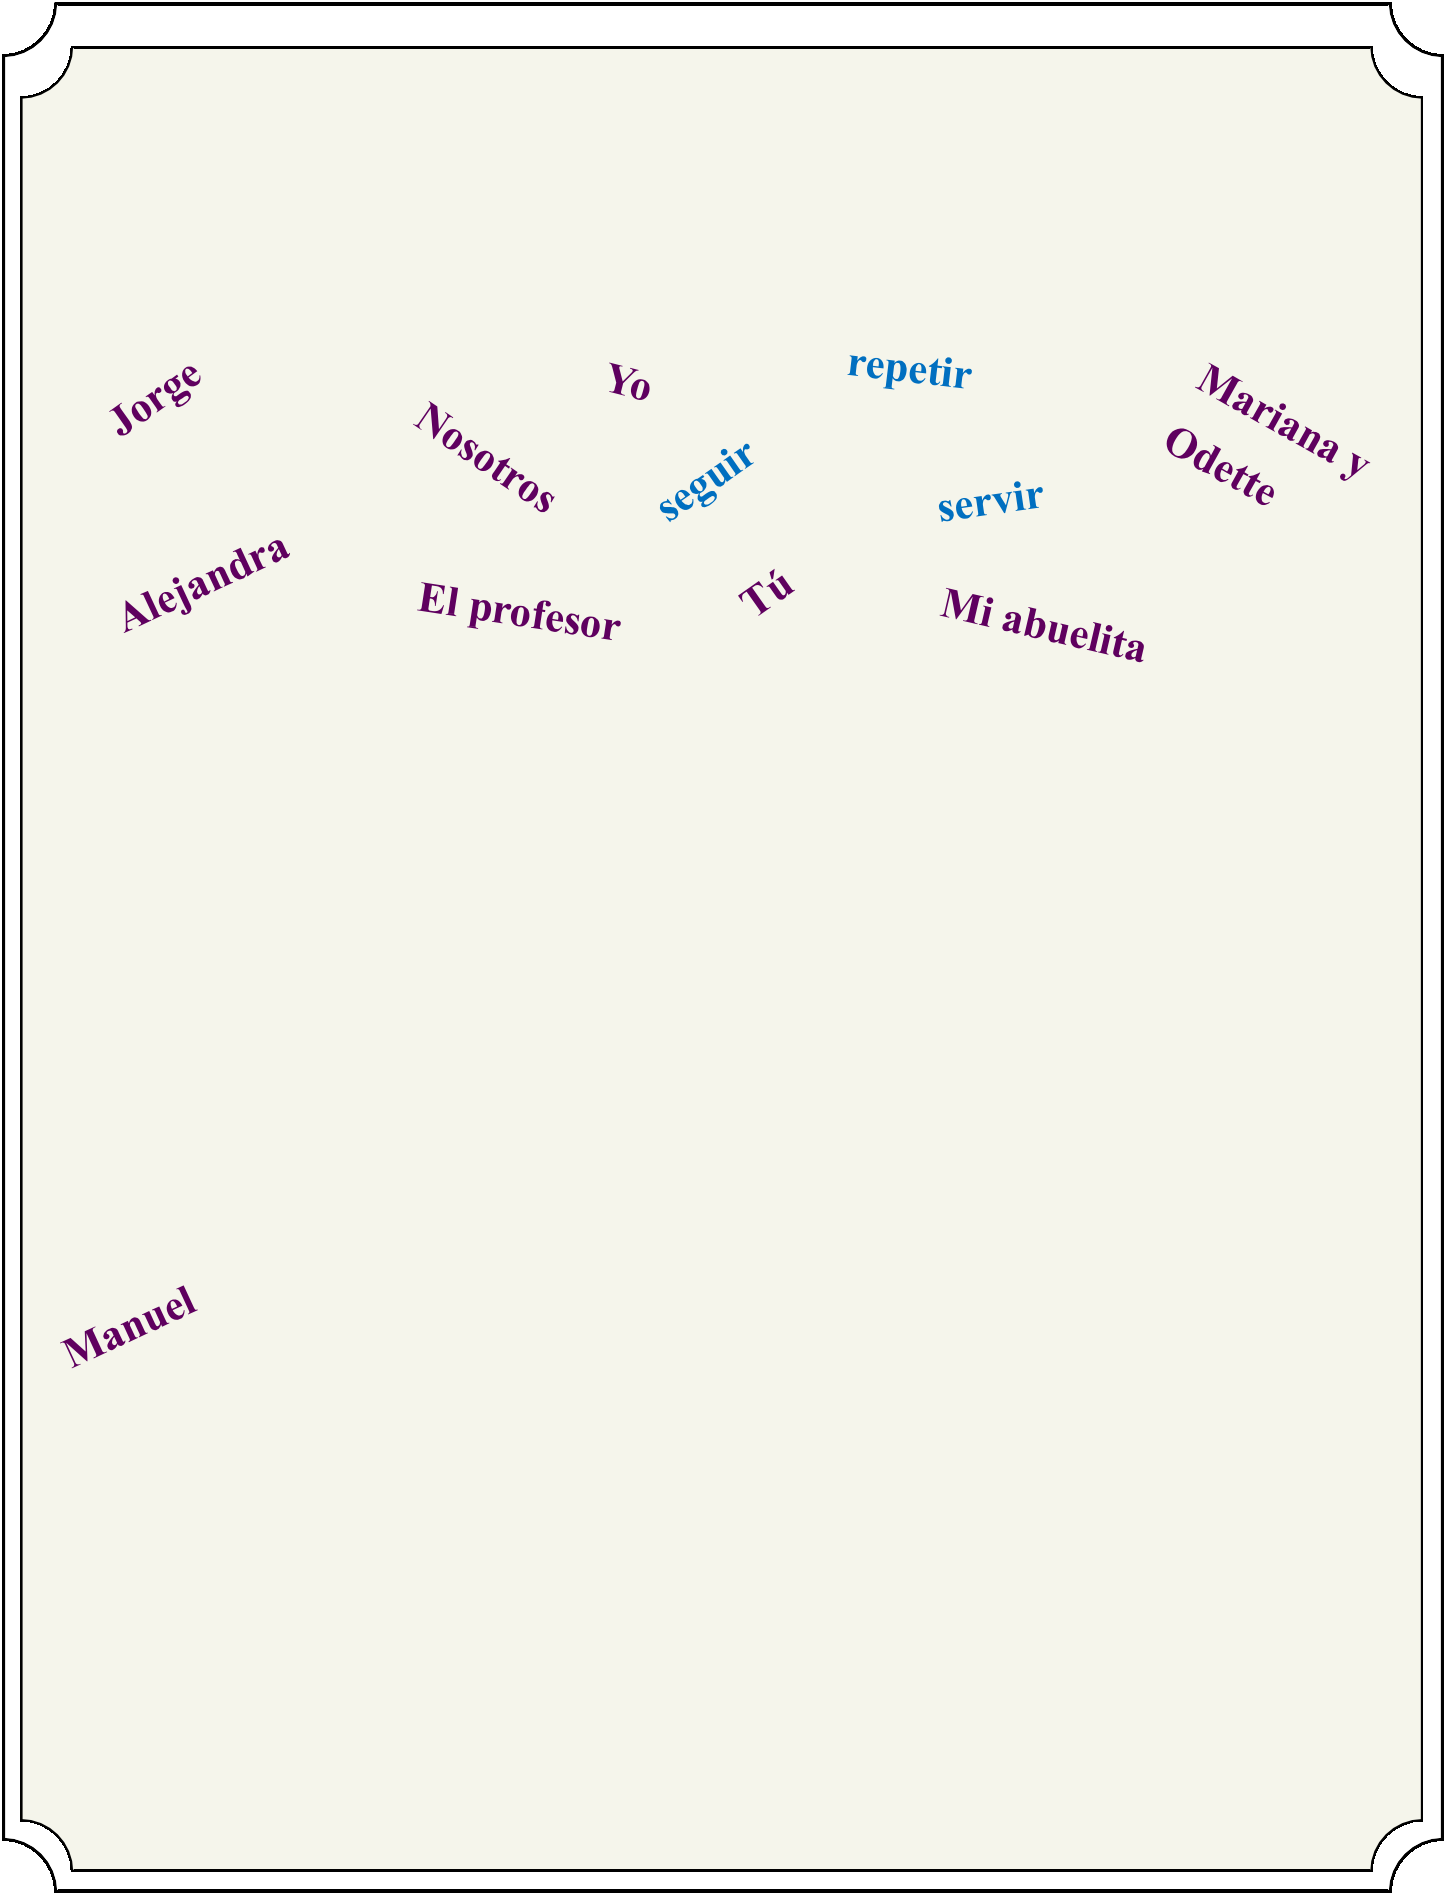 Jorge
Nosotros
Yo
seguir
repetir
servir
Mariana y
Odette
Alejandra
El profesor
Tú
Mi abuelita
Manuel